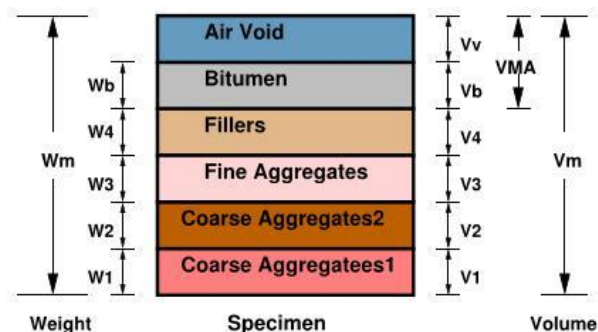 Air Void
Vv
VMA
Wb
Bitumen
Vb
W4
Fillers
V4
Wm
Vm
W3
Fine Aggregates
V3
W2
Coarse Aggregates2
V2
W1
Coarse Aggregatees1
V1
Weight
Specimen
Volume